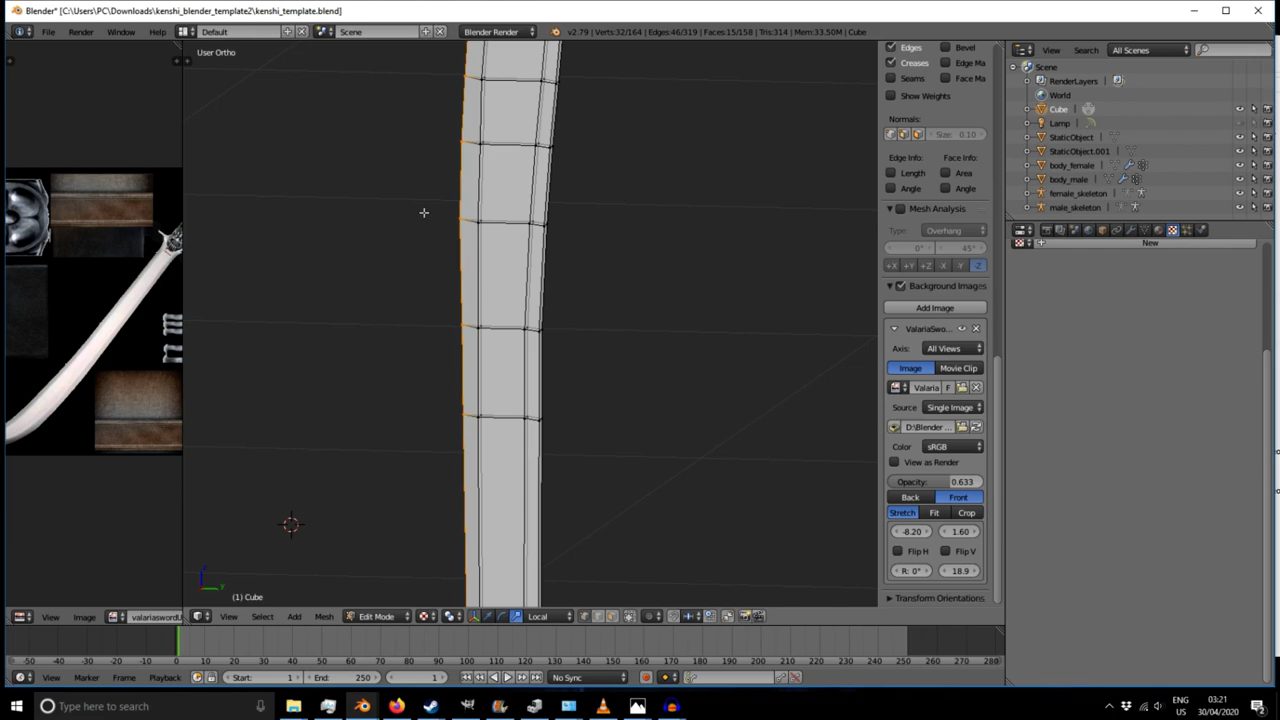 Blender* [C:\Users\PC\Downloads\kenshi_blender_template2\kenshi_template.blend]
File Render Window Help Default Scene Blender Render v2.79 | Verts:32/164 | Edges:46/319 | Faces:15/158 | Tris:314 | Mem:33.50M | Cube
View Search All Scenes
User Ortho
Edges Bevel
Creases Edge Ma
Seams Face Ma
Show Weights
Normals:
Size: 0.10
Edge Info: Face Info:
Length Area
Angle Angle
Mesh Analysis
Type: Overhang
0° 45°
+X +Y +Z -X -Y -Z
Background Images
Add Image
ValariaSwo...
Axis: All Views
Image Movie Clip
Valaria F
Source Single Image
D:\Blender ...
Color sRGB
View as Render
Opacity: 0.633
Back Front
Stretch Fit Crop
-8.20 1.60
Flip H Flip V
R: 0° 18.9
Transform Orientations
Scene
RenderLayers
World
Cube
Lamp
StaticObject
StaticObject.001
body_female
body_male
female_skeleton
male_skeleton
New
(1) Cube
View Image valariaswordU
View Select Add Mesh Edit Mode Local
-50 -40 -30 -20 -10 0 10 20 30 40 50 60 70 80 90 100 110 120 130 140 150 160 170 180 190 200 210 220 230 240 250 260 270 280
View Marker Frame Playback Start: 1 End: 250 1 No Sync
Type here to search
ENG
US
03:21
30/04/2020
2